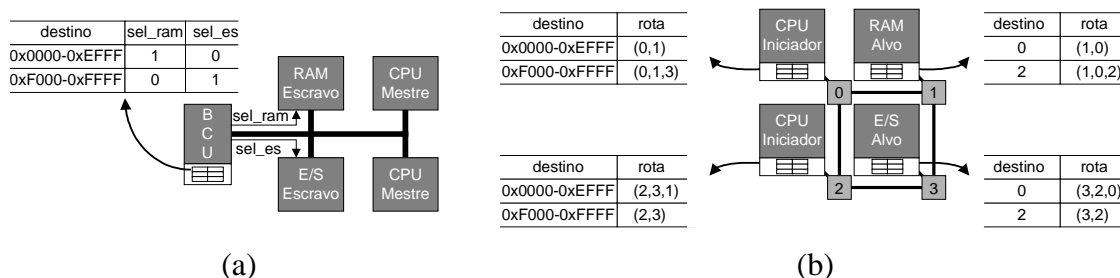 destino sel_ram sel_es
0x0000-0xEFFF 1 0
0xF000-0xFFFF 0 1
RAM
Escravo
CPU
Mestre
B
C
U
sel_ram
sel_es
E/S
Escravo
CPU
Mestre
(a)
destino rota
0x0000-0xEFFF (0,1)
0xF000-0xFFFF (0,1,3)
CPU
Iniciador
RAM
Alvo
destino rota
0 (1,0)
2 (1,0,2)
0
1
CPU
Iniciador
E/S
Alvo
2
3
destino rota
0x0000-0xEFFF (2,3,1)
0xF000-0xFFFF (2,3)
destino rota
0 (3,2,0)
2 (3,2)
(b)